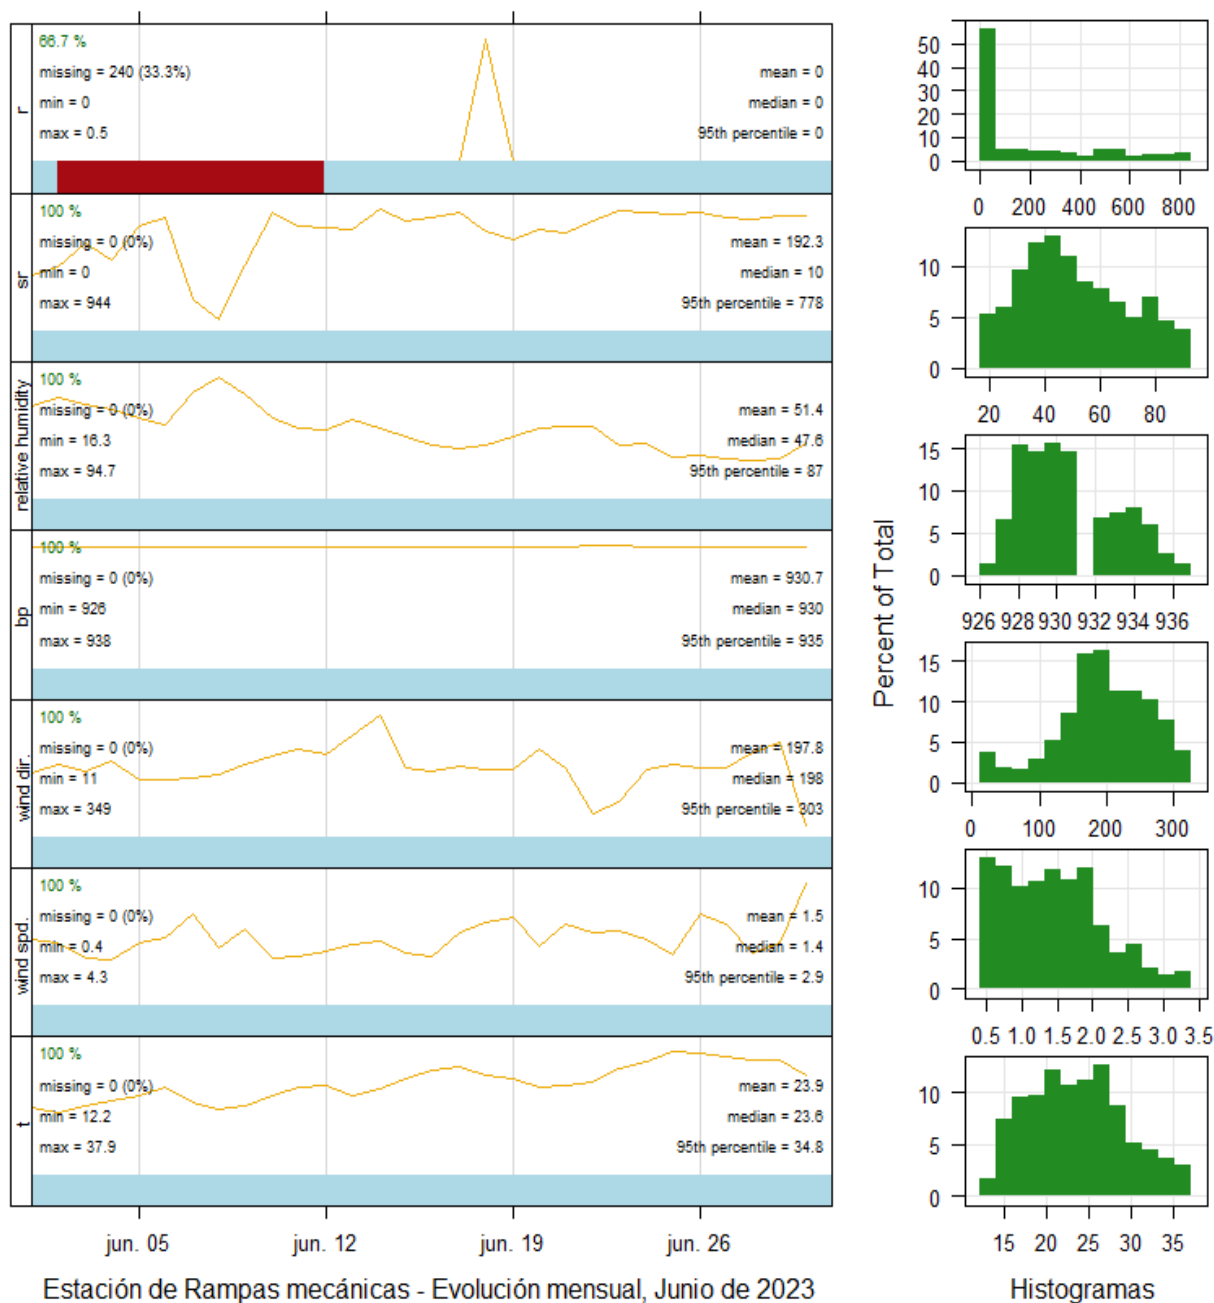 r
66.7 %
missing = 240 (33.3%)
min = 0
max = 0.5
mean = 0
median = 0
95th percentile = 0
sr
100 %
missing = 0 (0%)
min = 0
max = 944
mean = 192.3
median = 10
95th percentile = 778
relative humidity
100 %
missing = 0 (0%)
min = 16.3
max = 94.7
mean = 51.4
median = 47.6
95th percentile = 87
bp
100 %
missing = 0 (0%)
min = 926
max = 938
mean = 930.7
median = 930
95th percentile = 935
wind dir.
100 %
missing = 0 (0%)
min = 11
max = 349
mean = 197.8
median = 198
95th percentile = 303
wind spd.
100 %
missing = 0 (0%)
min = 0.4
max = 4.3
mean = 1.5
median = 1.4
95th percentile = 2.9
t
100 %
missing = 0 (0%)
min = 12.2
max = 37.9
mean = 23.9
median = 23.6
95th percentile = 34.8
jun. 05 jun. 12 jun. 19 jun. 26
Estación de Rampas mecánicas - Evolución mensual, Junio de 2023
Percent of Total
50
40
30
20
10
0
0 200 400 600 800
10
5
0
20 40 60 80
15
10
5
0
926 928 930 932 934 936
15
10
5
0
0 100 200 300
10
5
0
0.5 1.0 1.5 2.0 2.5 3.0 3.5
10
5
0
15 20 25 30 35
Histogramas